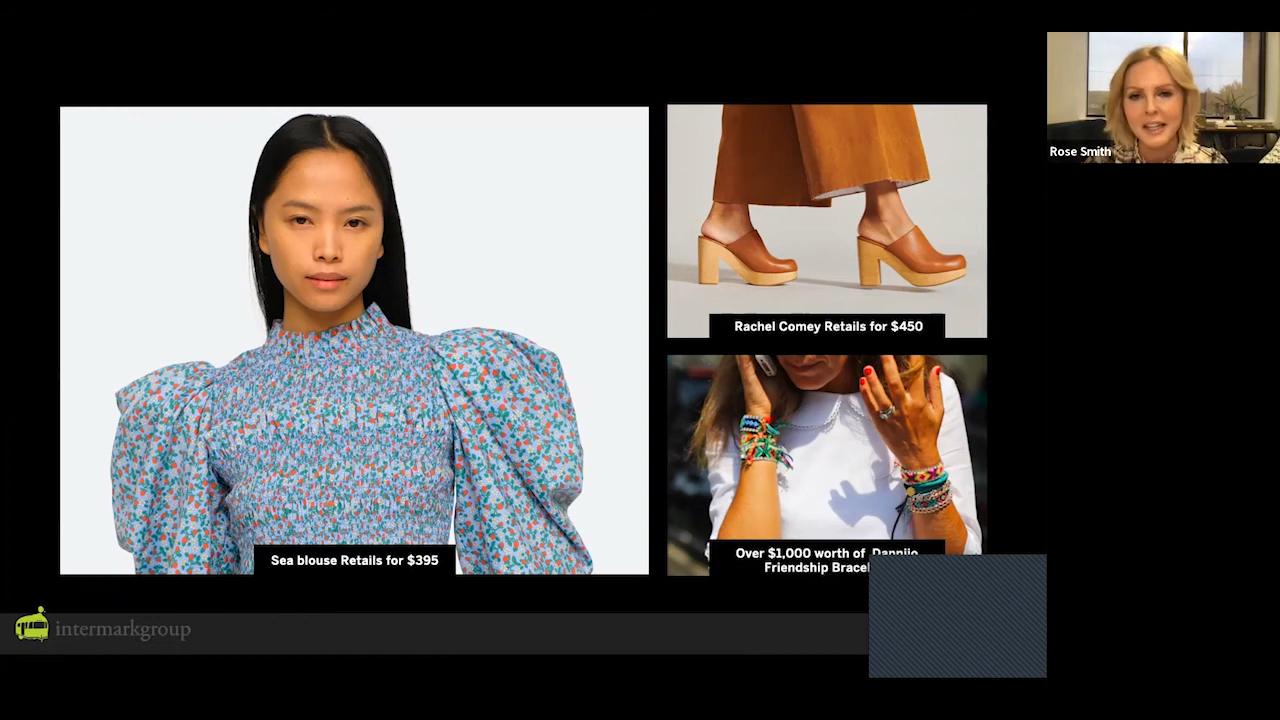 Rose Smith
Rachel Comey Retails for $450
Sea blouse Retails for $395
Over $1,000 worth of Dannijo
Friendship
intermarkgroup